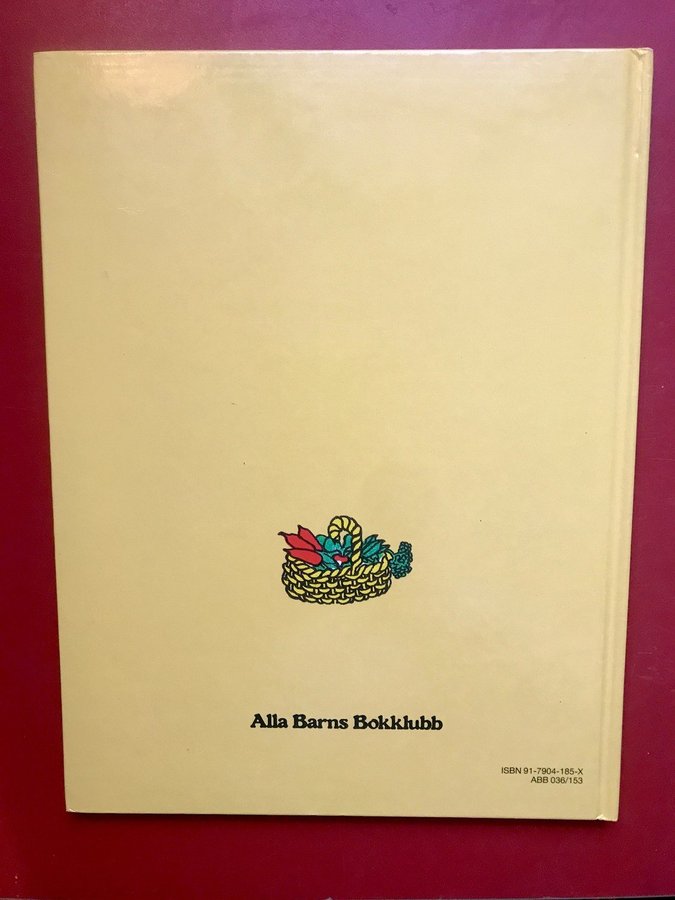 Alla Barns Bokklubb
ISBN 91-7904-185-X
ABB 036/153